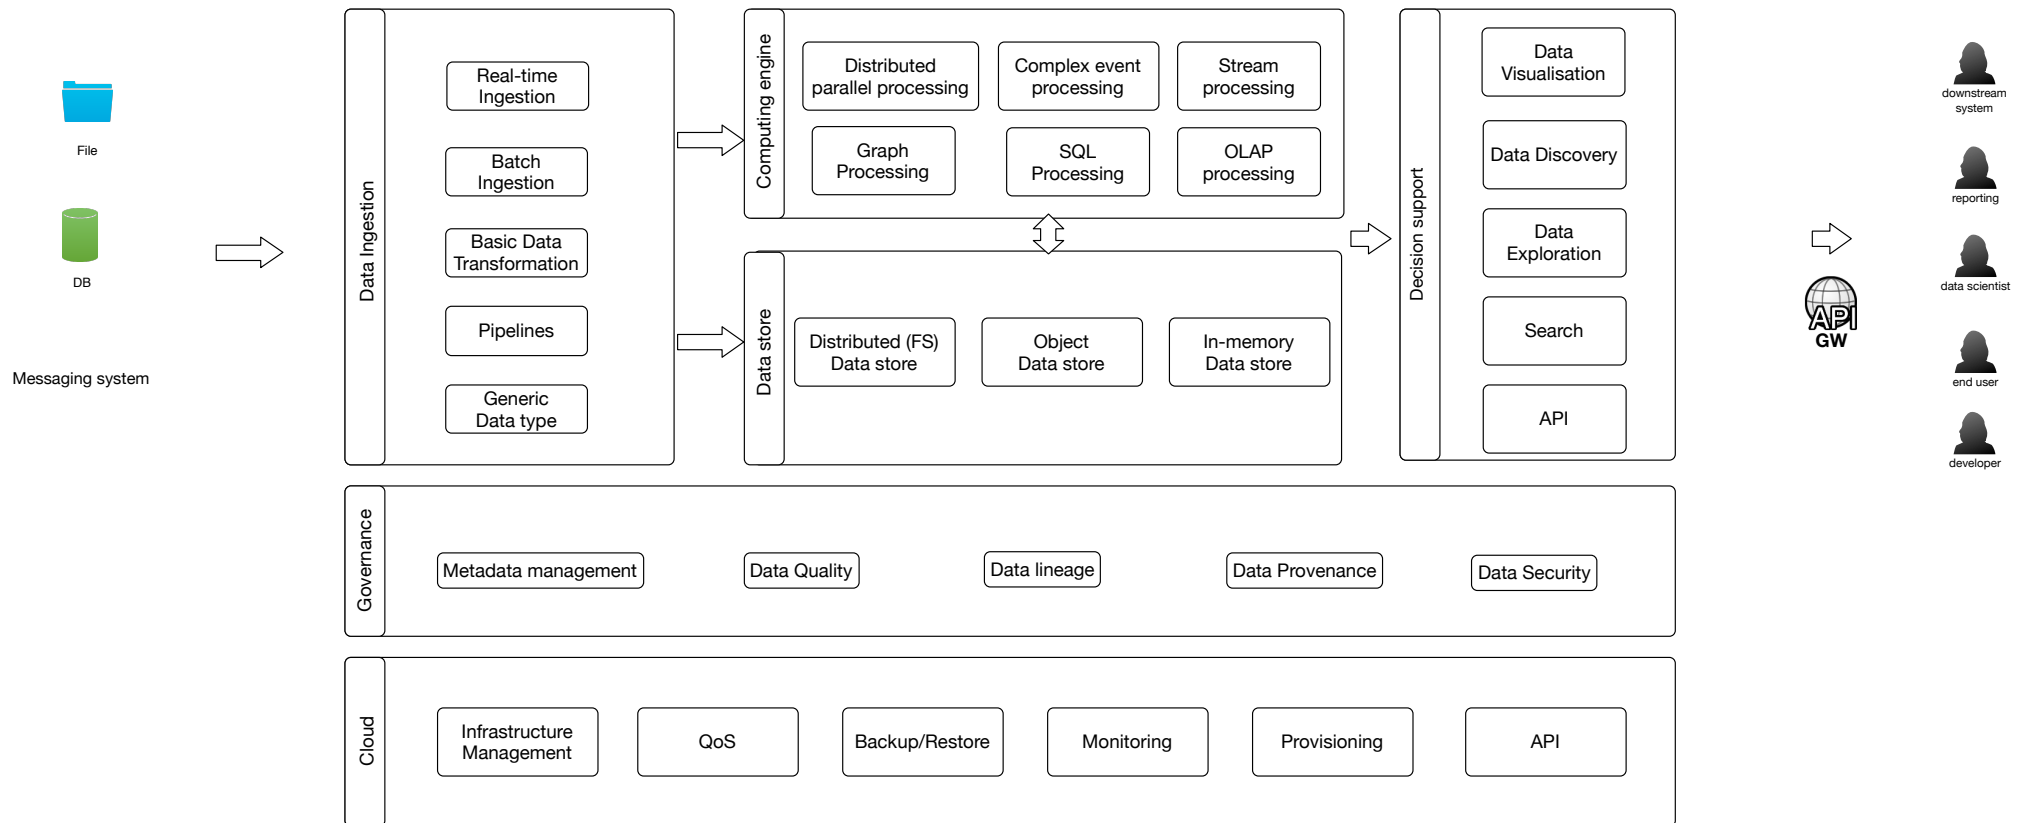 File
DB
Messaging system
Data Ingestion
Real-time
Ingestion
Batch
Ingestion
Basic Data
Transformation
Pipelines
Generic
Data type
Computing engine
Distributed
parallel processing
Complex event
processing
Stream
processing
Graph
Processing
SQL
Processing
OLAP
processing
Data store
Distributed (FS)
Data store
Object
Data store
In-memory
Data store
Decision support
Data
Visualisation
Data Discovery
Data
Exploration
Search
API
API
GW
downstream
system
reporting
data scientist
end user
developer
Governance
Metadata management
Data Quality
Data lineage
Data Provenance
Data Security
Cloud
Infrastructure
Management
QoS
Backup/Restore
Monitoring
Provisioning
API